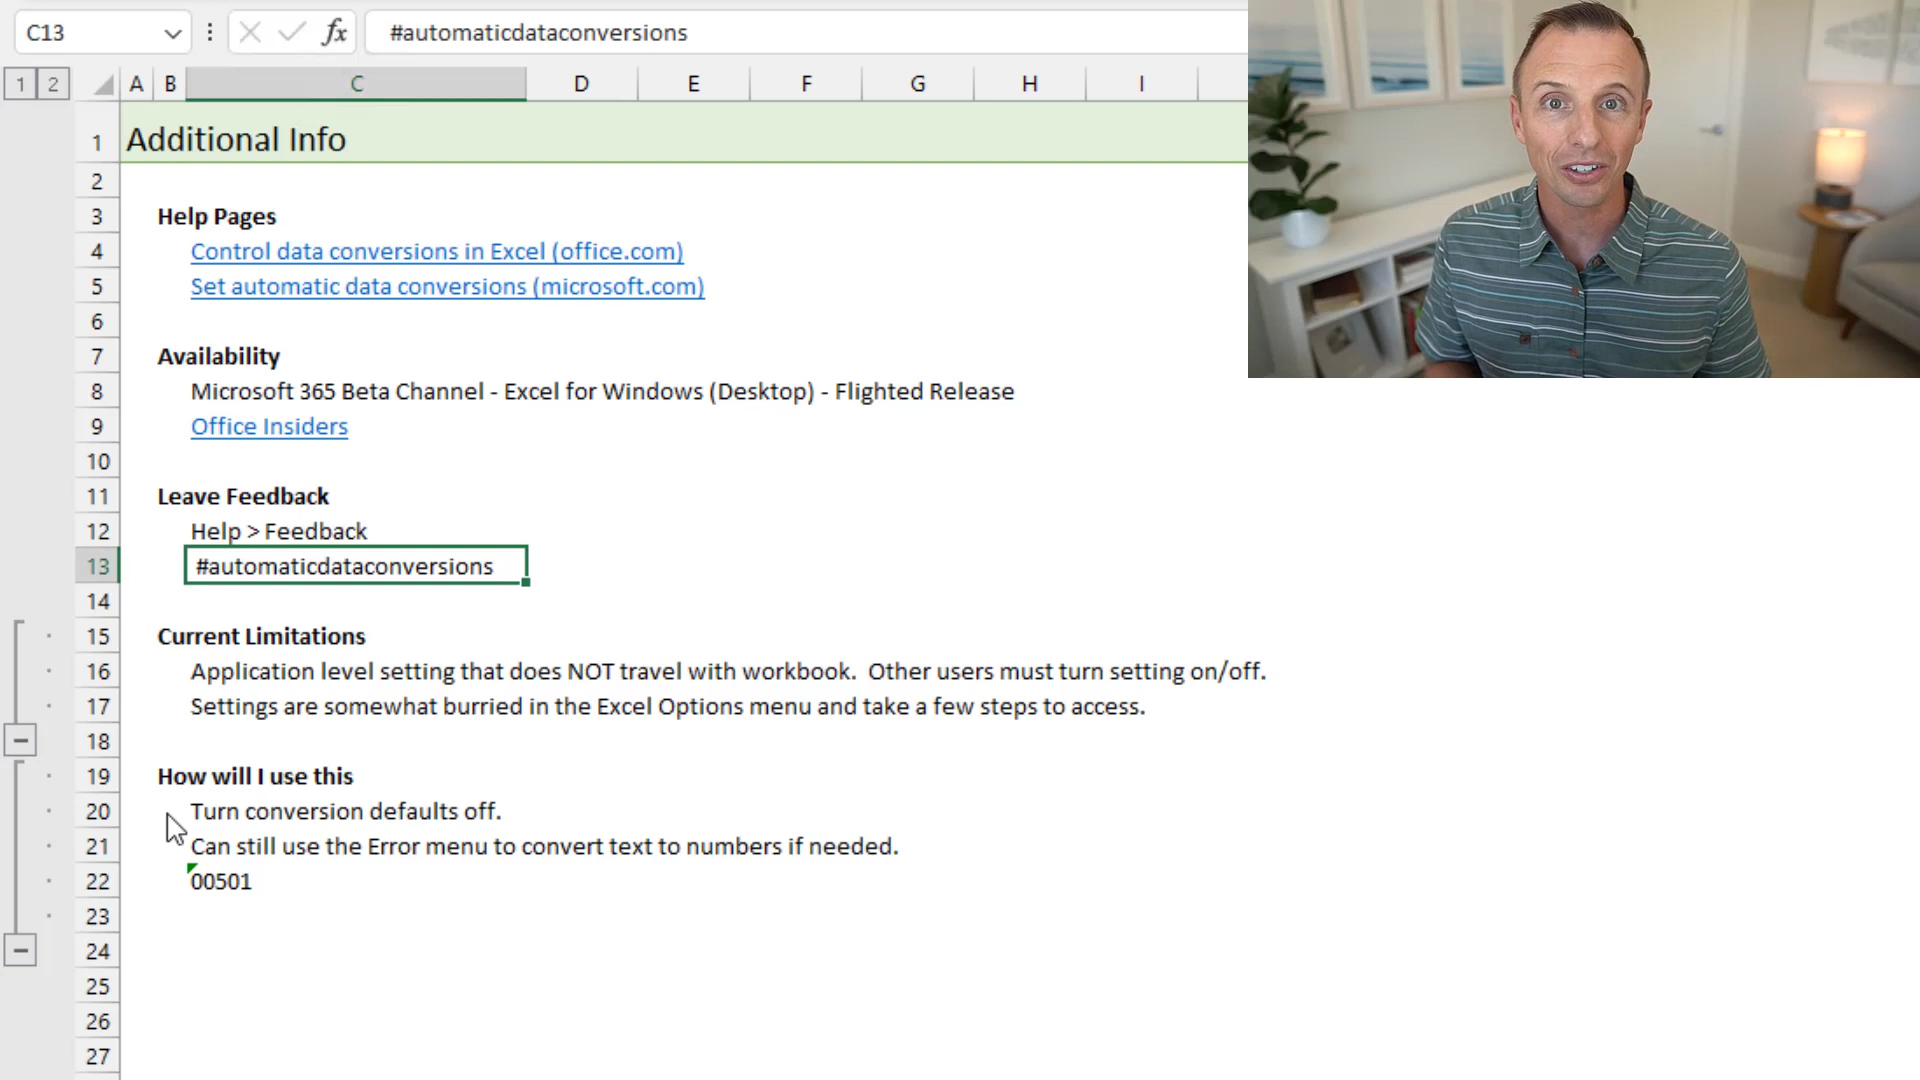 C13
#automaticdataconversions
1 2 A B C D E F G H I
1 Additional Info
2
3 Help Pages
4 Control data conversions in Excel (office.com)
5 Set automatic data conversions (microsoft.com)
6
7 Availability
8 Microsoft 365 Beta Channel - Excel for Windows (Desktop) - Flighted Release
9 Office Insiders
10
11 Leave Feedback
12 Help > Feedback
13 #automaticdataconversions
14
15 Current Limitations
16 Application level setting that does NOT travel with workbook.  Other users must turn setting on/off.
17 Settings are somewhat burried in the Excel Options menu and take a few steps to access.
18
19 How will I use this
20 Turn conversion defaults off.
21 Can still use the Error menu to convert text to numbers if needed.
22 00501
23
24
25
26
27